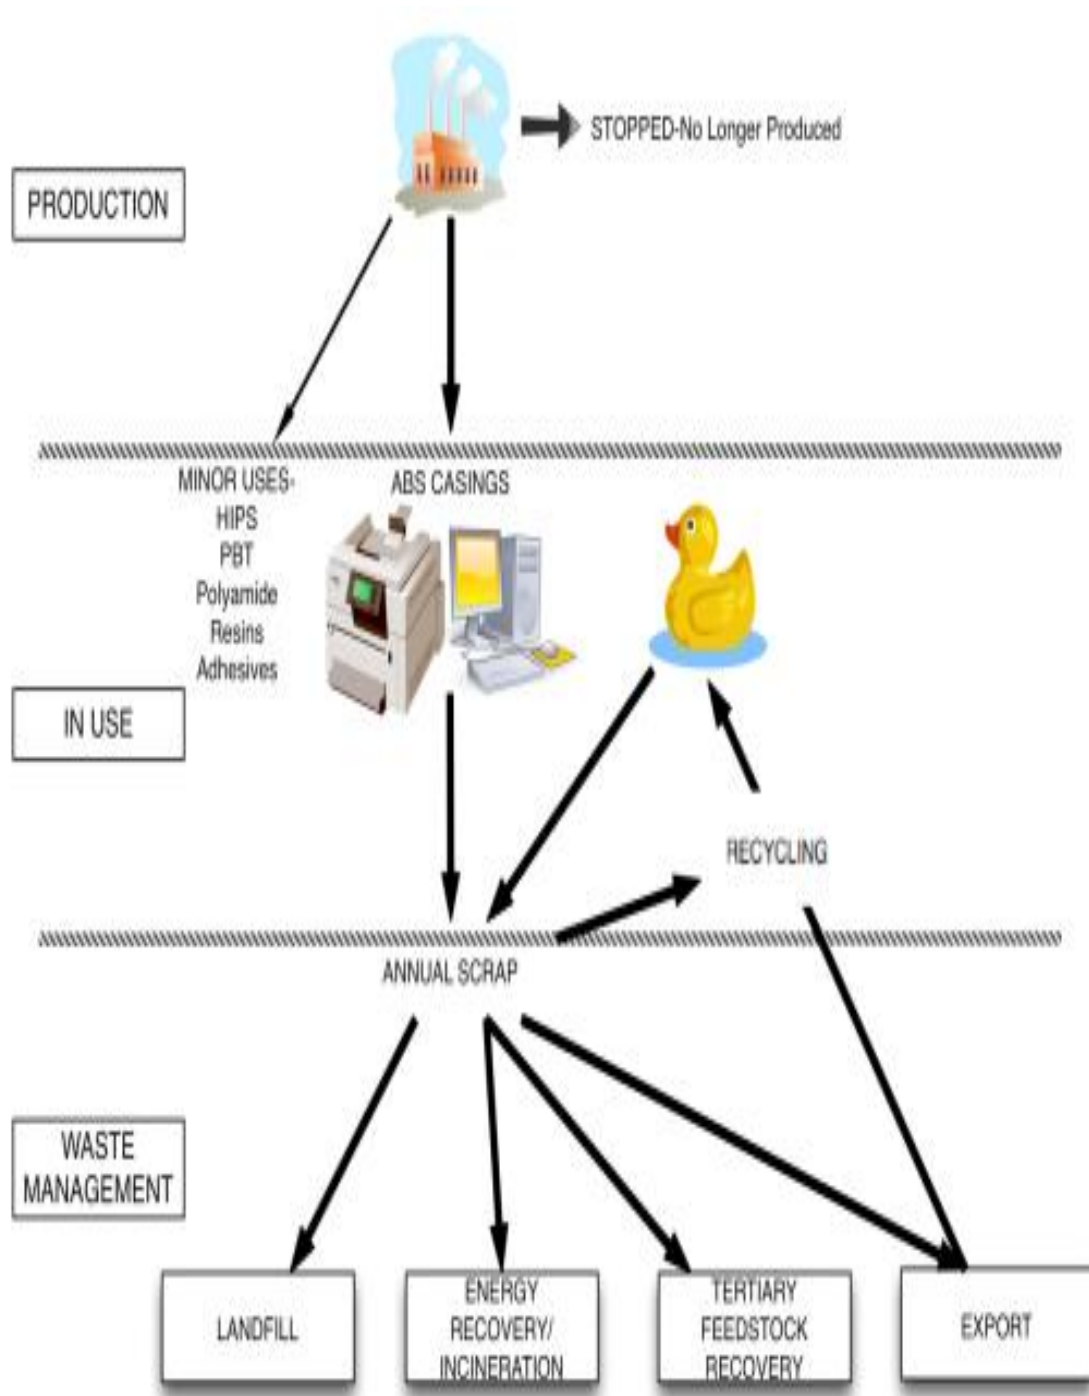 STOPPED-No Longer Produced
PRODUCTION
MINOR USES-
HIPS
PBT
Polyamide
Resins
Adhesives
ABS CASINGS
IN USE
RECYCLING
ANNUAL SCRAP
WASTE
MANAGEMENT
LANDFILL
ENERGY
RECOVERY/
INCINERATION
TERTIARY
FEEDSTOCK
RECOVERY
EXPORT